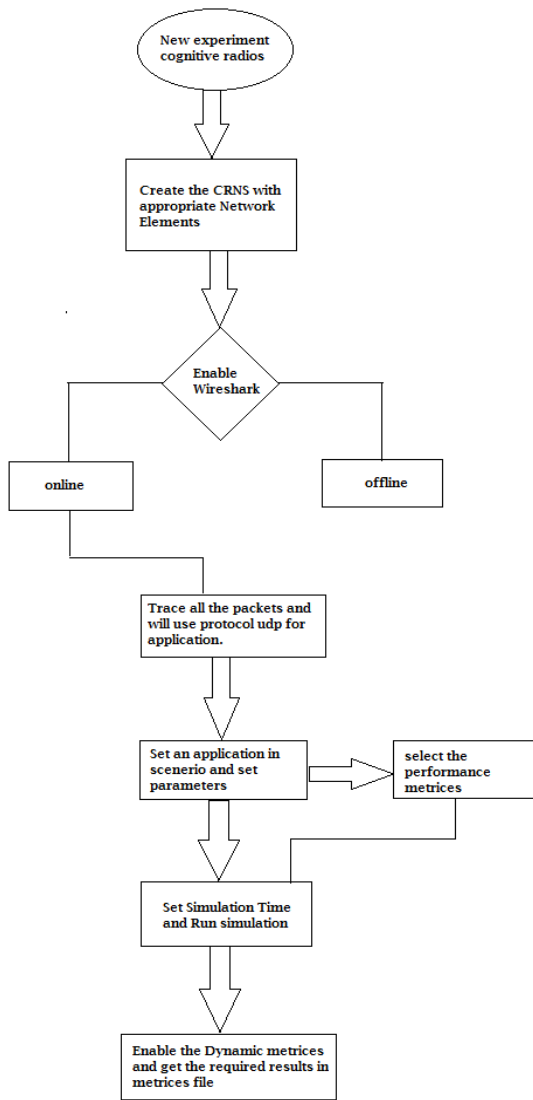 New experiment
cognitive radios
Create the CRNS with
appropriate Network
Elements
Enable
Wireshark
online
offline
Trace all the packets and
will use protocol udp for
application.
Set an application in
scenerio and set
parameters
select the
performance
metrices
Set Simulation Time
and Run simulation
Enable the Dynamic metrices
and get the required results in
metrices file